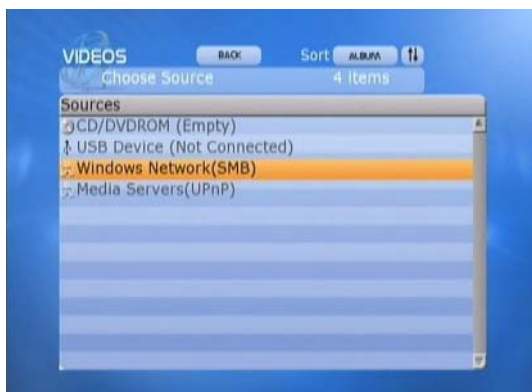 VIDEOS BACK Sort ALBUM
Choose Source 4 items
Sources
CD/DVDROM (Empty)
USB Device (Not Connected)
Windows Network(SMB)
Media Servers(UPnP)